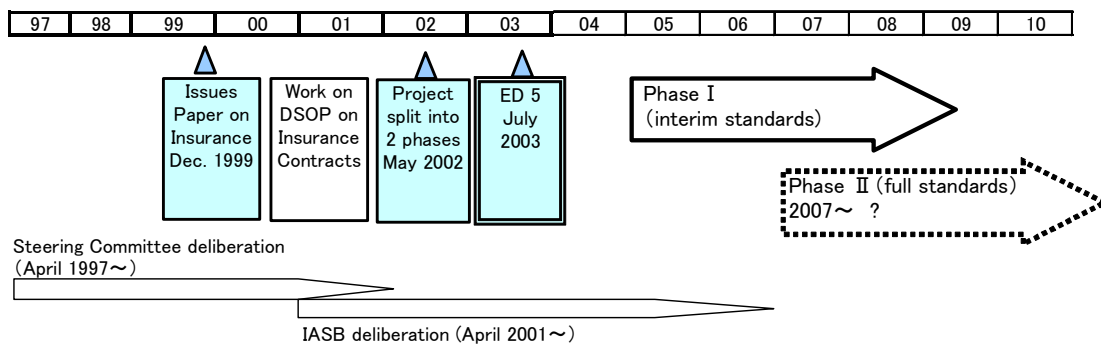 97 98 99 00 01 02 03 04 05 06 07 08 09 10
Issues
Paper on
Insurance
Dec. 1999
Work on
DSOP on
Insurance
Contracts
Project
split into
2 phases
May 2002
ED 5
July
2003
Phase Ⅰ
(interim standards)
Phase Ⅱ (full standards)
2007～ ?
Steering Committee deliberation
(April 1997～)
IASB deliberation (April 2001～)